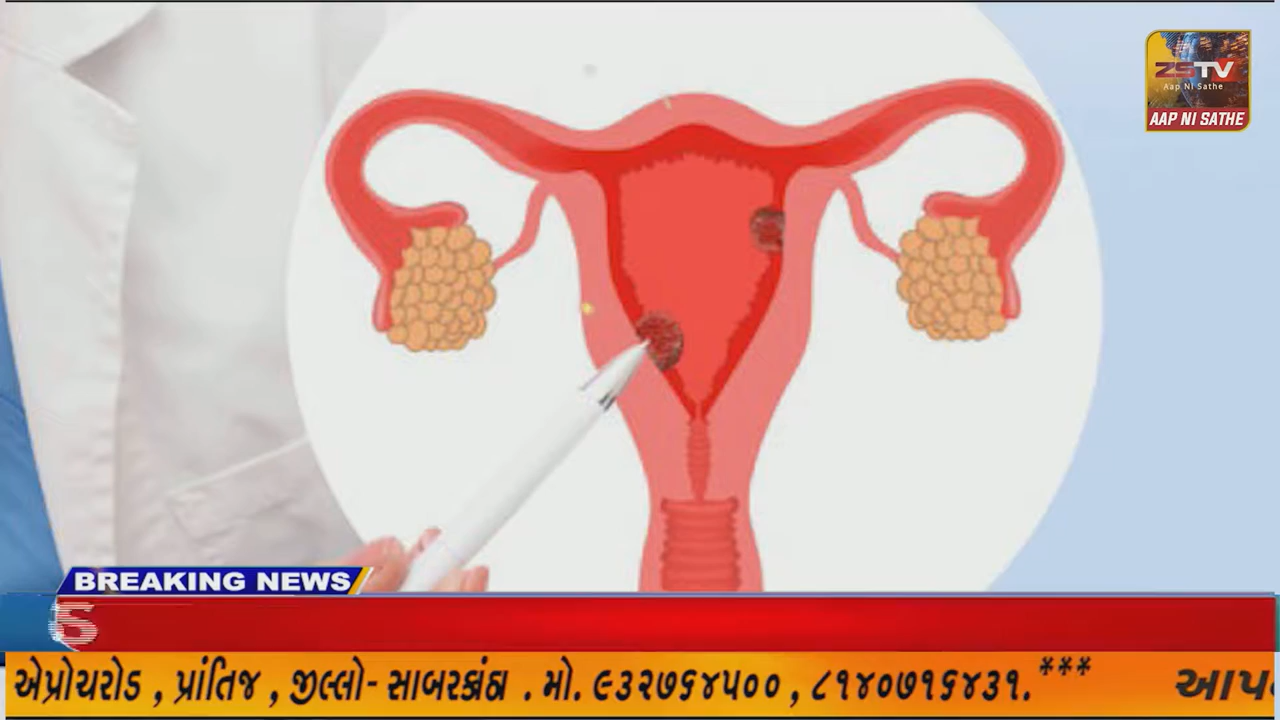 ZSTV
Aap Ni Sathe
AAP NI SATHE
BREAKING NEWS
એપ્રોચરોડ , પ્રાંતિજ , જીલ્લો- સાબરકાંઠા . મો. ૯૩૨૭૬૪૫૦૦ , ૮૧૪૦૭૧૬૪૩૧.***